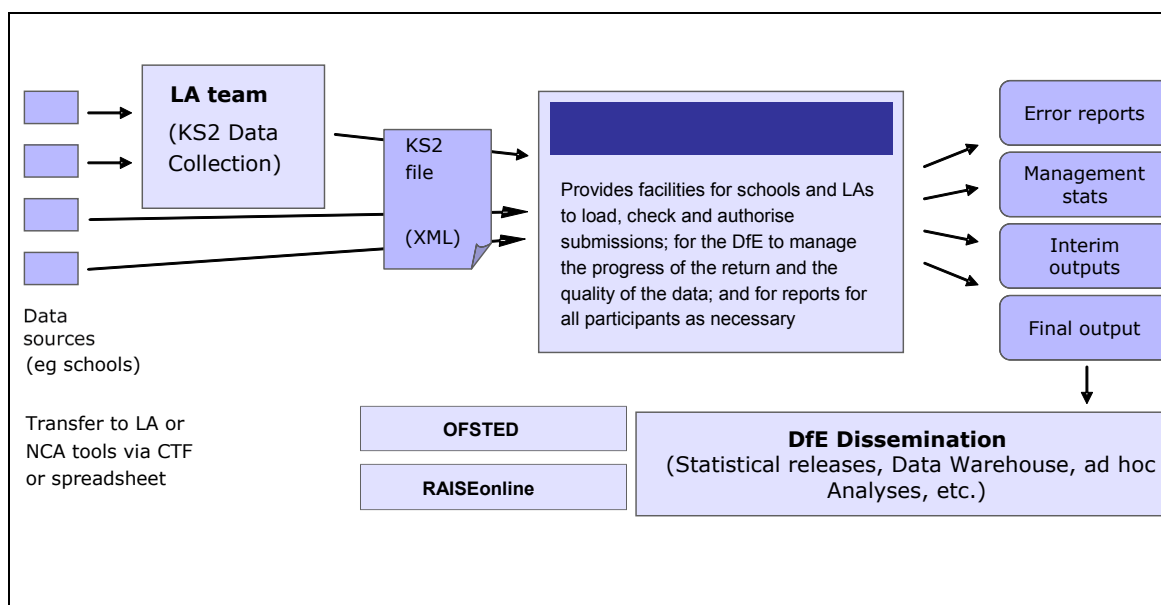 LA team
(KS2 Data
Collection)
KS2
file
(XML)
Provides facilities for schools and LAs
to load, check and authorise
submissions; for the DfE to manage
the progress of the return and the
quality of the data; and for reports for
all participants as necessary
Error reports
Management
stats
Interim
outputs
Final output
Data
sources
(eg schools)
Transfer to LA or
NCA tools via CTF
or spreadsheet
OFSTED
RAISEonline
DfE Dissemination
(Statistical releases, Data Warehouse, ad hoc
Analyses, etc.)